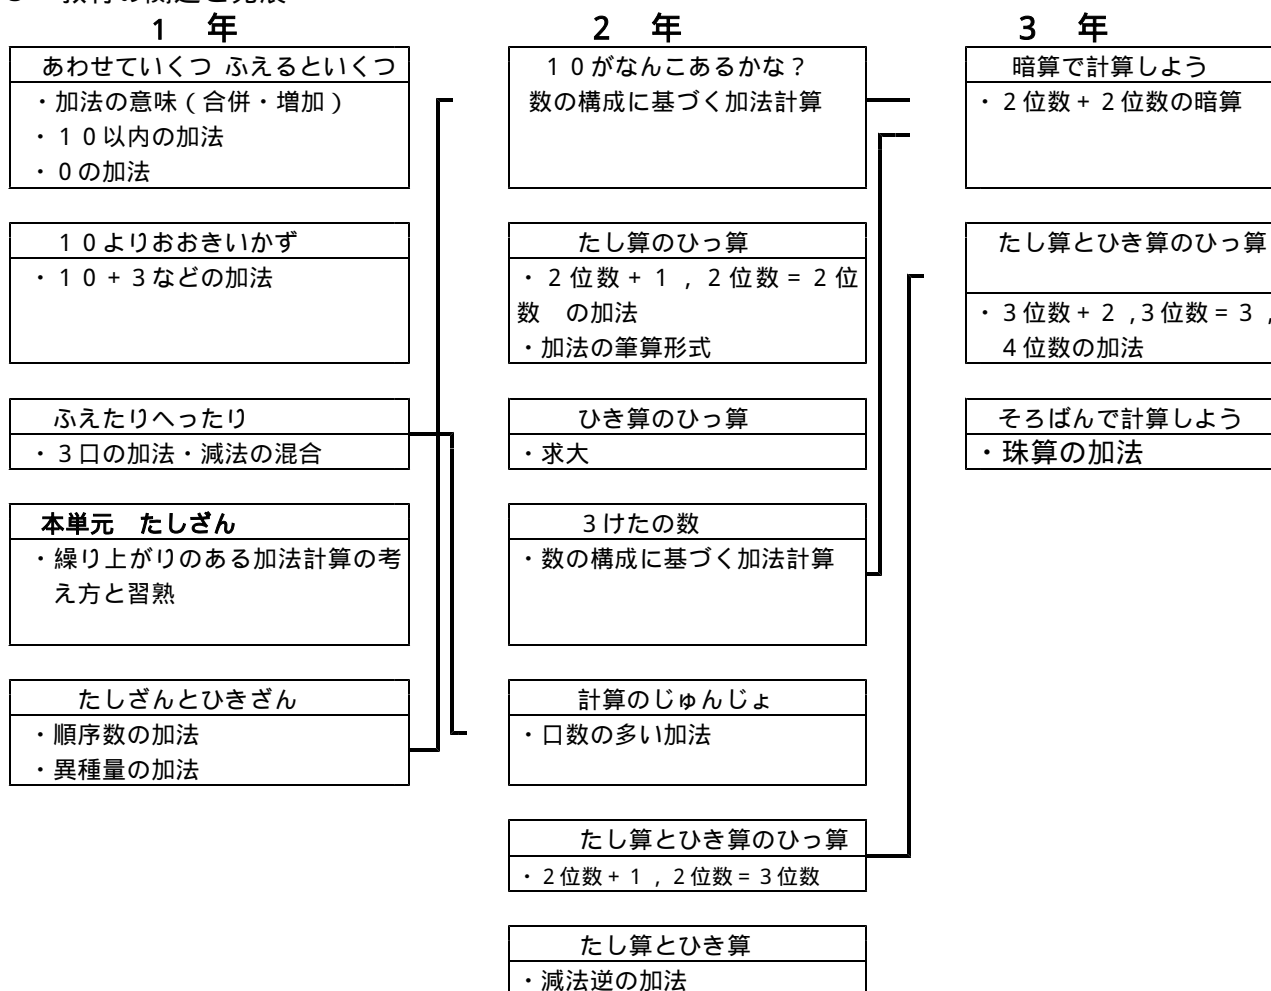 1 年
あわせていくつ ふえるといくつ
・加法の意味（合併・増加）
・１０以内の加法
・０の加法
１０よりおおきいかず
・１０＋３などの加法
ふえたりへったり
・３口の加法・減法の混合
本単元 たしざん
・繰り上がりのある加法計算の考
え方と習熟
たしざんとひきざん
・順序数の加法
・異種量の加法
2 年
１０がなんこあるかな？
数の構成に基づく加法計算
たし算のひっ算
・２位数＋１，２位数＝２位
数 の加法
・加法の筆算形式
ひき算のひっ算
・求大
３けたの数
・数の構成に基づく加法計算
計算のじゅんじょ
・口数の多い加法
たし算とひき算のひっ算
・２位数＋１，２位数＝３位数
たし算とひき算
・減法逆の加法
3 年
暗算で計算しよう
・２位数＋２位数の暗算
たし算とひき算のひっ算
・３位数＋２，３位数＝３，
４位数の加法
そろばんで計算しよう
・珠算の加法